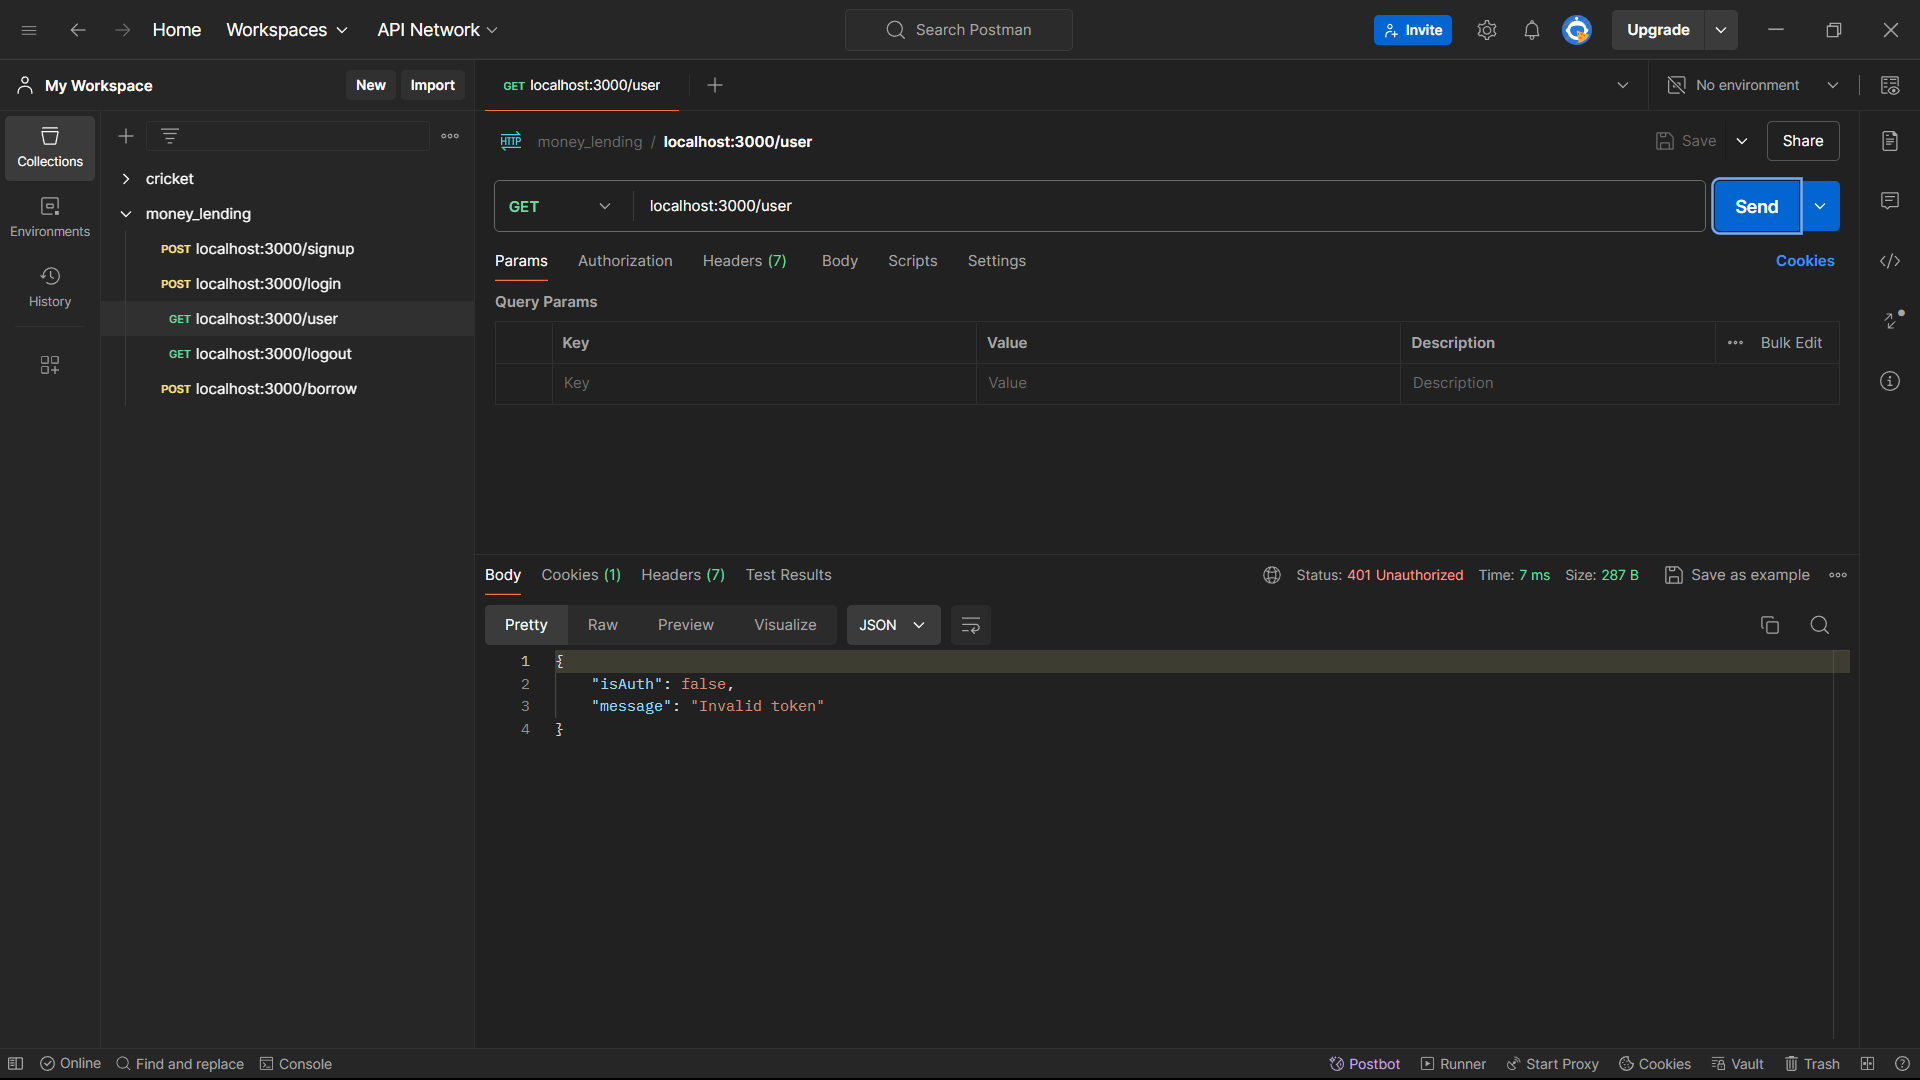 Home Workspaces API Network Search Postman Invite Upgrade
My Workspace New Import GET localhost:3000/user No environment
Collections
Environments
History
cricket
money_lending
POST localhost:3000/signup
POST localhost:3000/login
GET localhost:3000/user
GET localhost:3000/logout
POST localhost:3000/borrow
HTTP money_lending / localhost:3000/user Save Share
GET localhost:3000/user Send
Params Authorization Headers (7) Body Scripts Settings Cookies
Query Params
Key Value Description Bulk Edit
Key Value Description
Body Cookies (1) Headers (7) Test Results Status: 401 Unauthorized Time: 7 ms Size: 287 B Save as example
Pretty Raw Preview Visualize JSON
1 {
2 "isAuth": false,
3 "message": "Invalid token"
4 }
Online Find and replace Console Postbot Runner Start Proxy Cookies Vault Trash